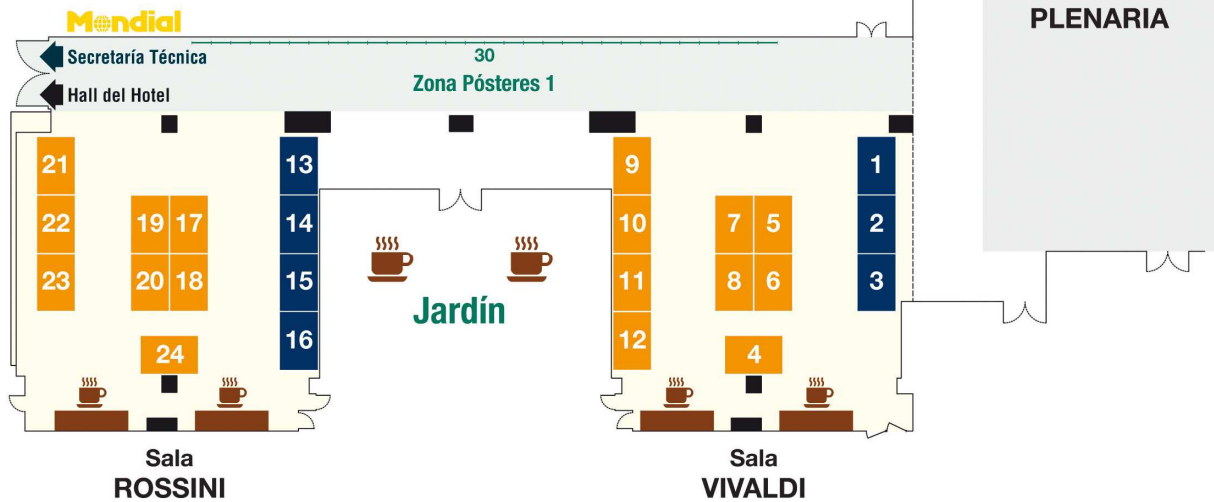 Mondial
PLENARIA
Secretaría Técnica
30
Zona Pósteres 1
Hall del Hotel
21
22
23
19 17
20 18
24
13
14
15
16
Jardín
9
10
11
12
7 5
8 6
4
1
2
3
Sala
ROSSINI
Sala
VIVALDI